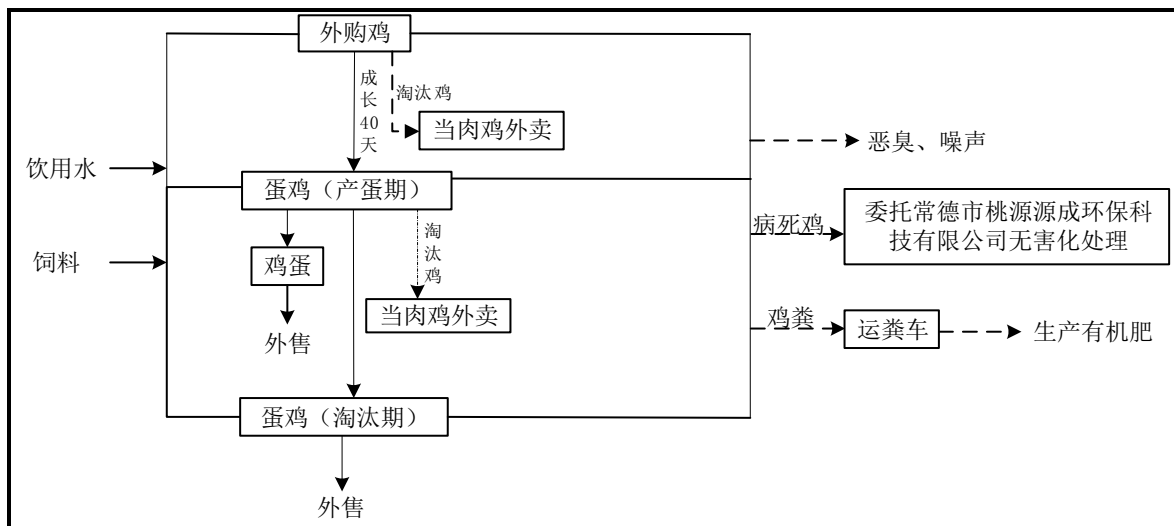 外购鸡
成长40天
淘汰鸡
当肉鸡外卖
恶臭、噪声
饮用水
蛋鸡（产蛋期）
病死鸡
委托常德市桃源源成环保科
技有限公司无害化处理
淘汰鸡
饲料
鸡蛋
当肉鸡外卖
外售
鸡粪
运粪车
生产有机肥
蛋鸡（淘汰期）
外售